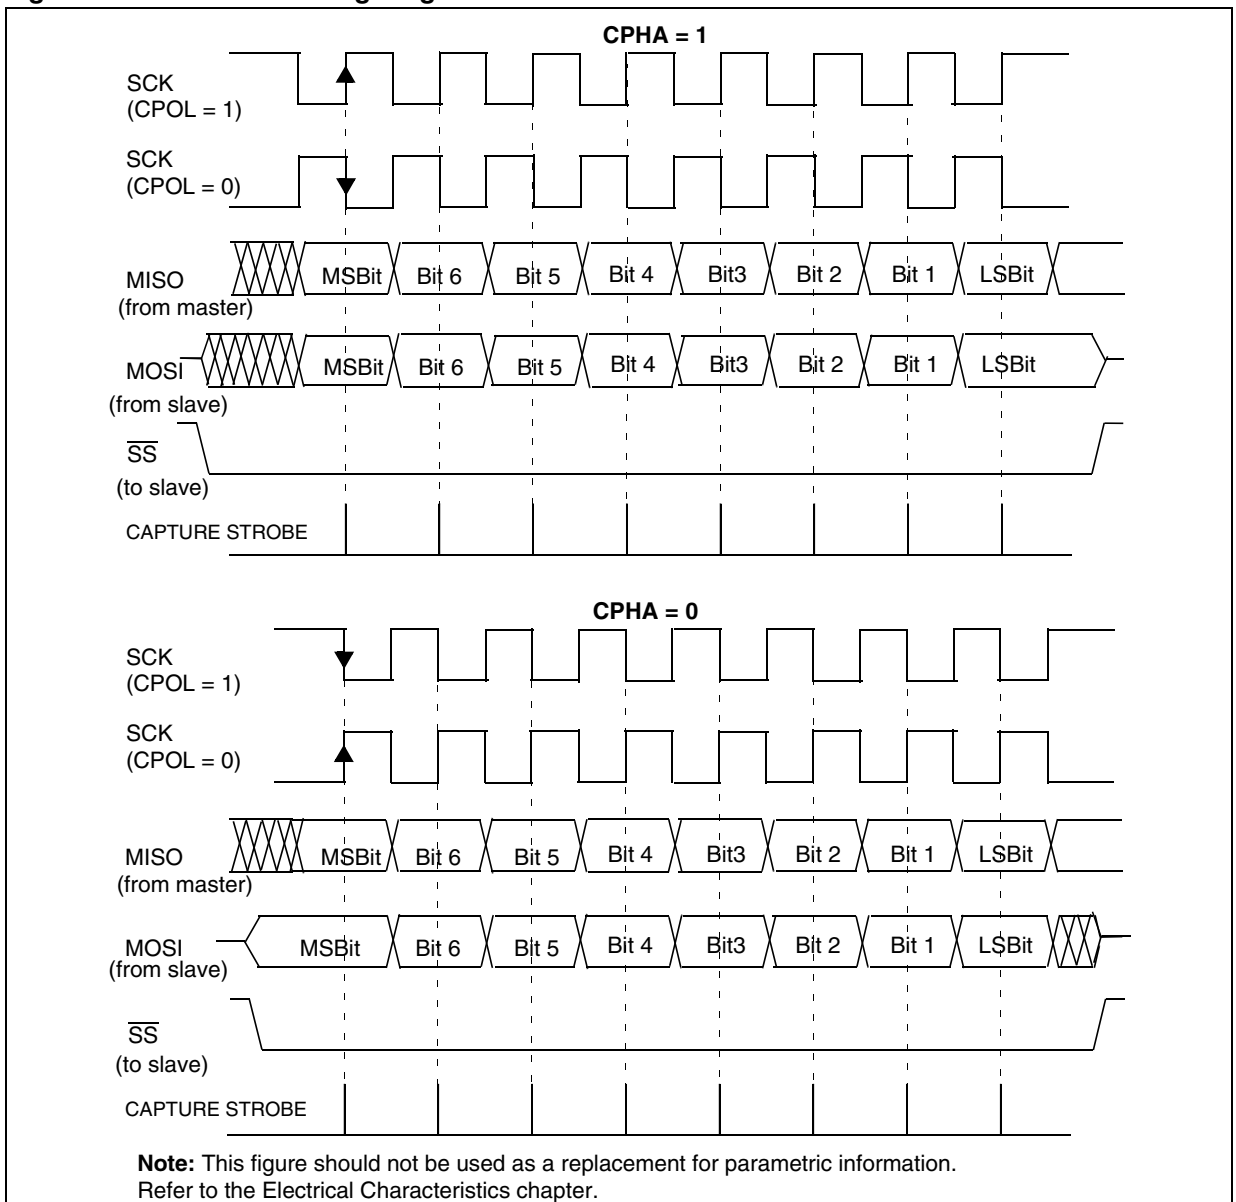 CPHA = 1
SCK
(CPOL = 1)
SCK
(CPOL = 0)
MISO
(from master)
MSBit Bit 6 Bit 5 Bit 4 Bit3 Bit 2 Bit 1 LSBit
MOSI
(from slave)
MSBit Bit 6 Bit 5 Bit 4 Bit3 Bit 2 Bit 1 LSBit
SS
(to slave)
CAPTURE STROBE
CPHA = 0
SCK
(CPOL = 1)
SCK
(CPOL = 0)
MISO
(from master)
MSBit Bit 6 Bit 5 Bit 4 Bit3 Bit 2 Bit 1 LSBit
MOSI
(from slave)
MSBit Bit 6 Bit 5 Bit 4 Bit3 Bit 2 Bit 1 LSBit
SS
(to slave)
CAPTURE STROBE
Note: This figure should not be used as a replacement for parametric information.
Refer to the Electrical Characteristics chapter.